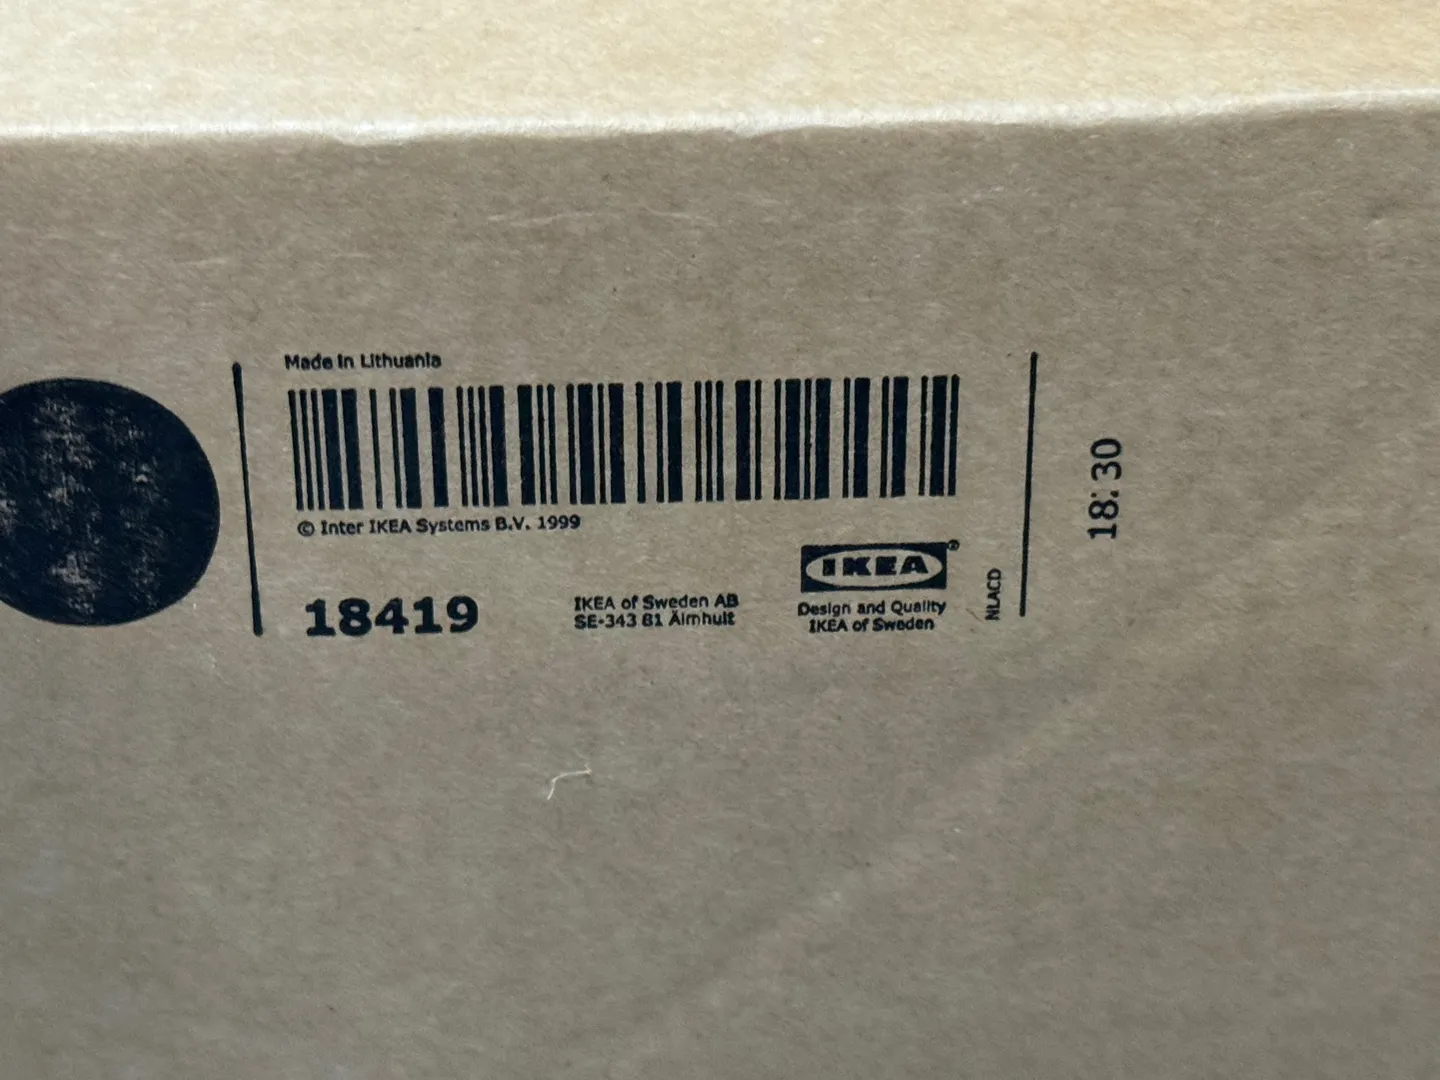 Made in Lithuania
© Inter IKEA Systems B.V. 1999
18419
IKEA of Sweden AB
SE-343 81 Älmhult
IKEA®
Design and Quality
IKEA of Sweden
NLACD
18:30